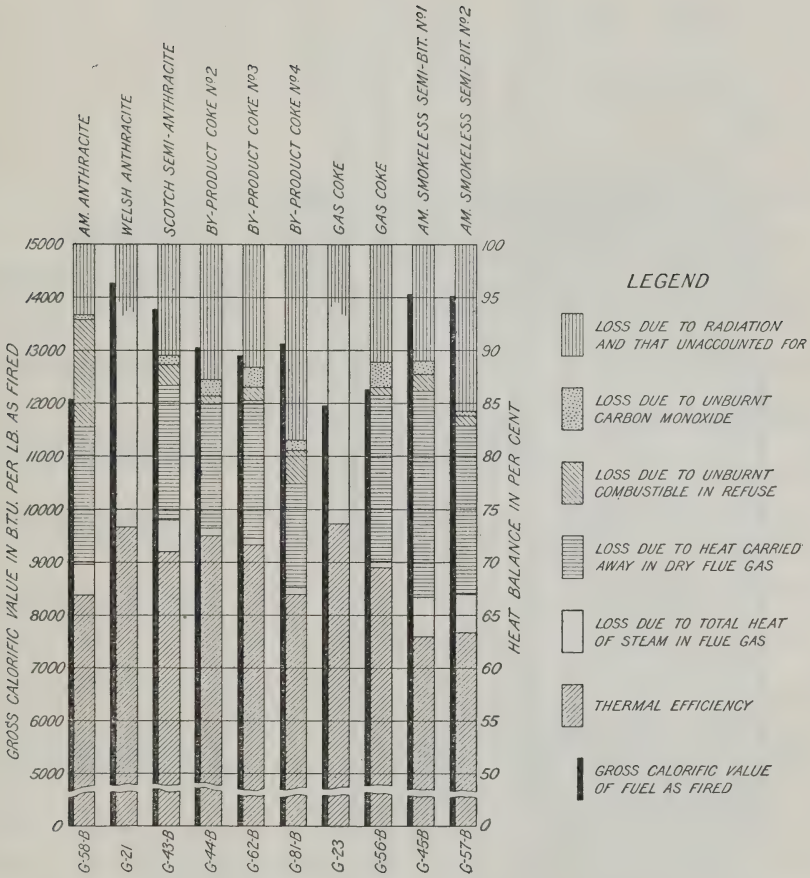 AM. ANTHRACITE
WELSH ANTHRACITE
SCOTCH SEMI-ANTHRACITE
BY-PRODUCT COKE Nº2
BY-PRODUCT COKE Nº3
BY-PRODUCT COKE Nº4
GAS COKE
GAS COKE
AM. SMOKELESS SEMI-BIT. Nº1
AM. SMOKELESS SEMI-BIT. Nº2
GROSS CALORIFIC VALUE IN B.T.U. PER LB. AS FIRED
15000
14000
13000
12000
11000
10000
9000
8000
7000
6000
5000
0
100
95
90
85
80
75
70
65
60
55
50
0
HEAT BALANCE IN PER CENT
G-58-B
G-21
G-43-B
G-44-B
G-62-B
G-81-B
G-23
G-56-B
G-45B
G-57-B
LEGEND
LOSS DUE TO RADIATION
AND THAT UNACCOUNTED FOR
LOSS DUE TO UNBURNT
CARBON MONOXIDE
LOSS DUE TO UNBURNT
COMBUSTIBLE IN REFUSE
LOSS DUE TO HEAT CARRIED
AWAY IN DRY FLUE GAS
LOSS DUE TO TOTAL HEAT
OF STEAM IN FLUE GAS
THERMAL EFFICIENCY
GROSS CALORIFIC VALUE
OF FUEL AS FIRED